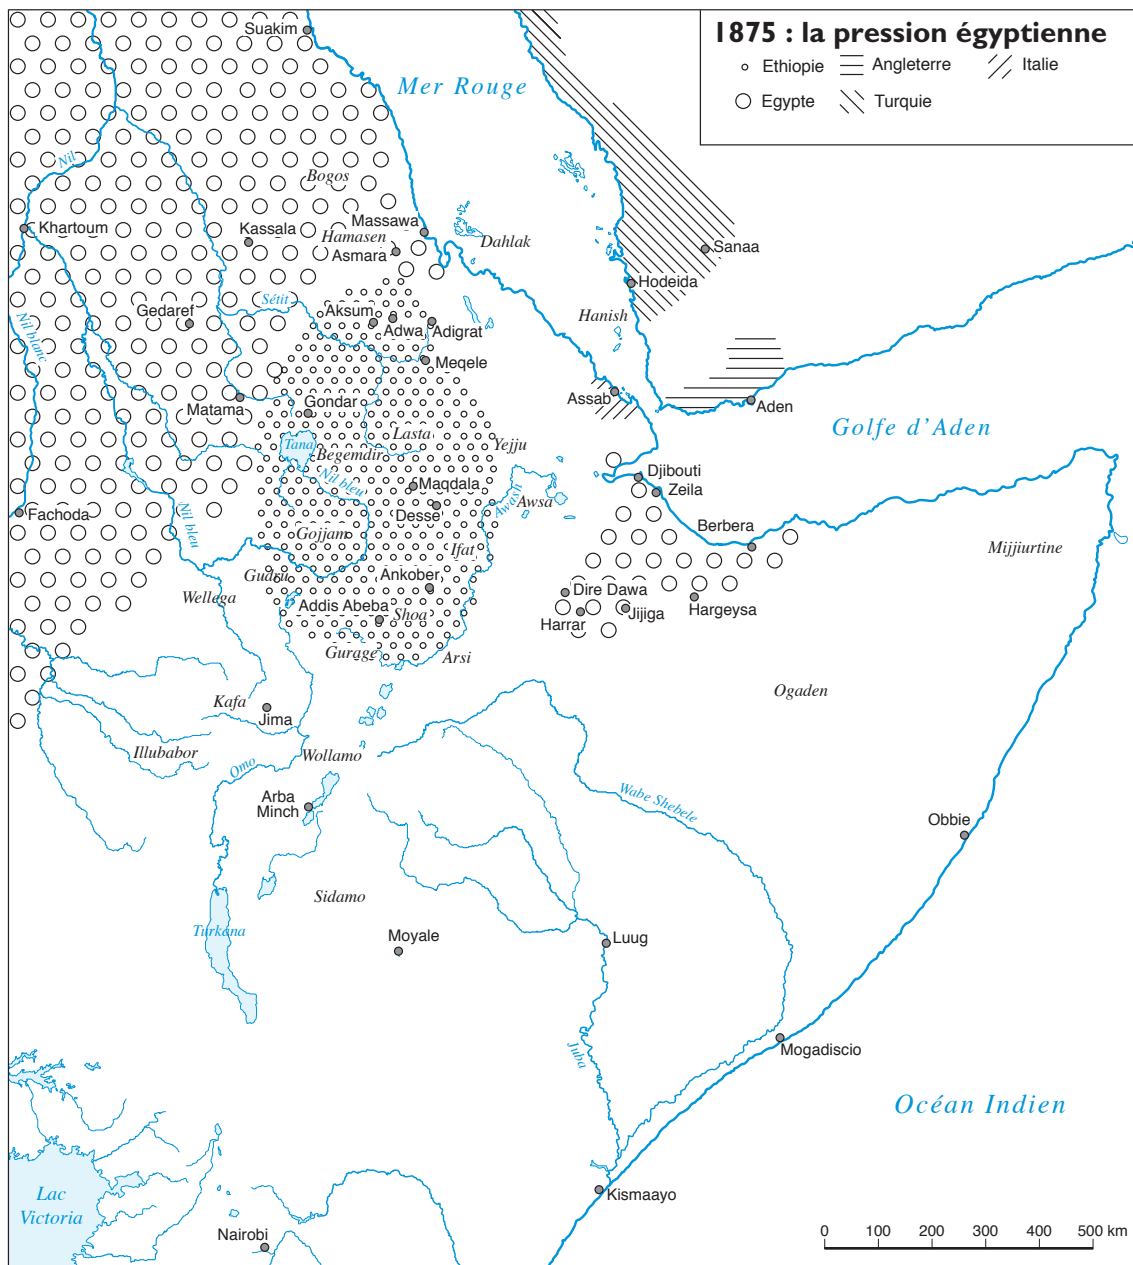 1875 : la pression égyptienne
Ethiopie
Angleterre
Italie
Egypte
Turquie
Suakim
Mer Rouge
Nil
Bogos
Khartoum
Kassala
Massawa
Hamasen
Asmara
Dahlak
Sanaa
Hodeida
Sétit
Gedaref
Aksum
Adwa
Adigrat
Hanish
Nil blanc
Meqele
Matama
Gondar
Assab
Aden
Tana
Lasta
Begemdir
Yejju
Golfe d'Aden
Nil bleu
Maqdala
Desse
Awash
Awsa
Djibouti
Zeila
Fachoda
Nil bleu
Gojjam
Ifat
Berbera
Mijjiurtine
Gudru
Ankober
Wellega
Addis Abeba
Shoa
Dire Dawa
Harrar
Jijiga
Hargeysa
Gurage
Arsi
Kafa
Jima
Ogaden
Illubabor
Wollamo
Omo
Arba
Minch
Wabe Shebele
Obbie
Sidamo
Turkana
Moyale
Luug
Juba
Mogadiscio
Océan Indien
Lac
Victoria
Kismaayo
Nairobi
0 100 200 300 400 500 km